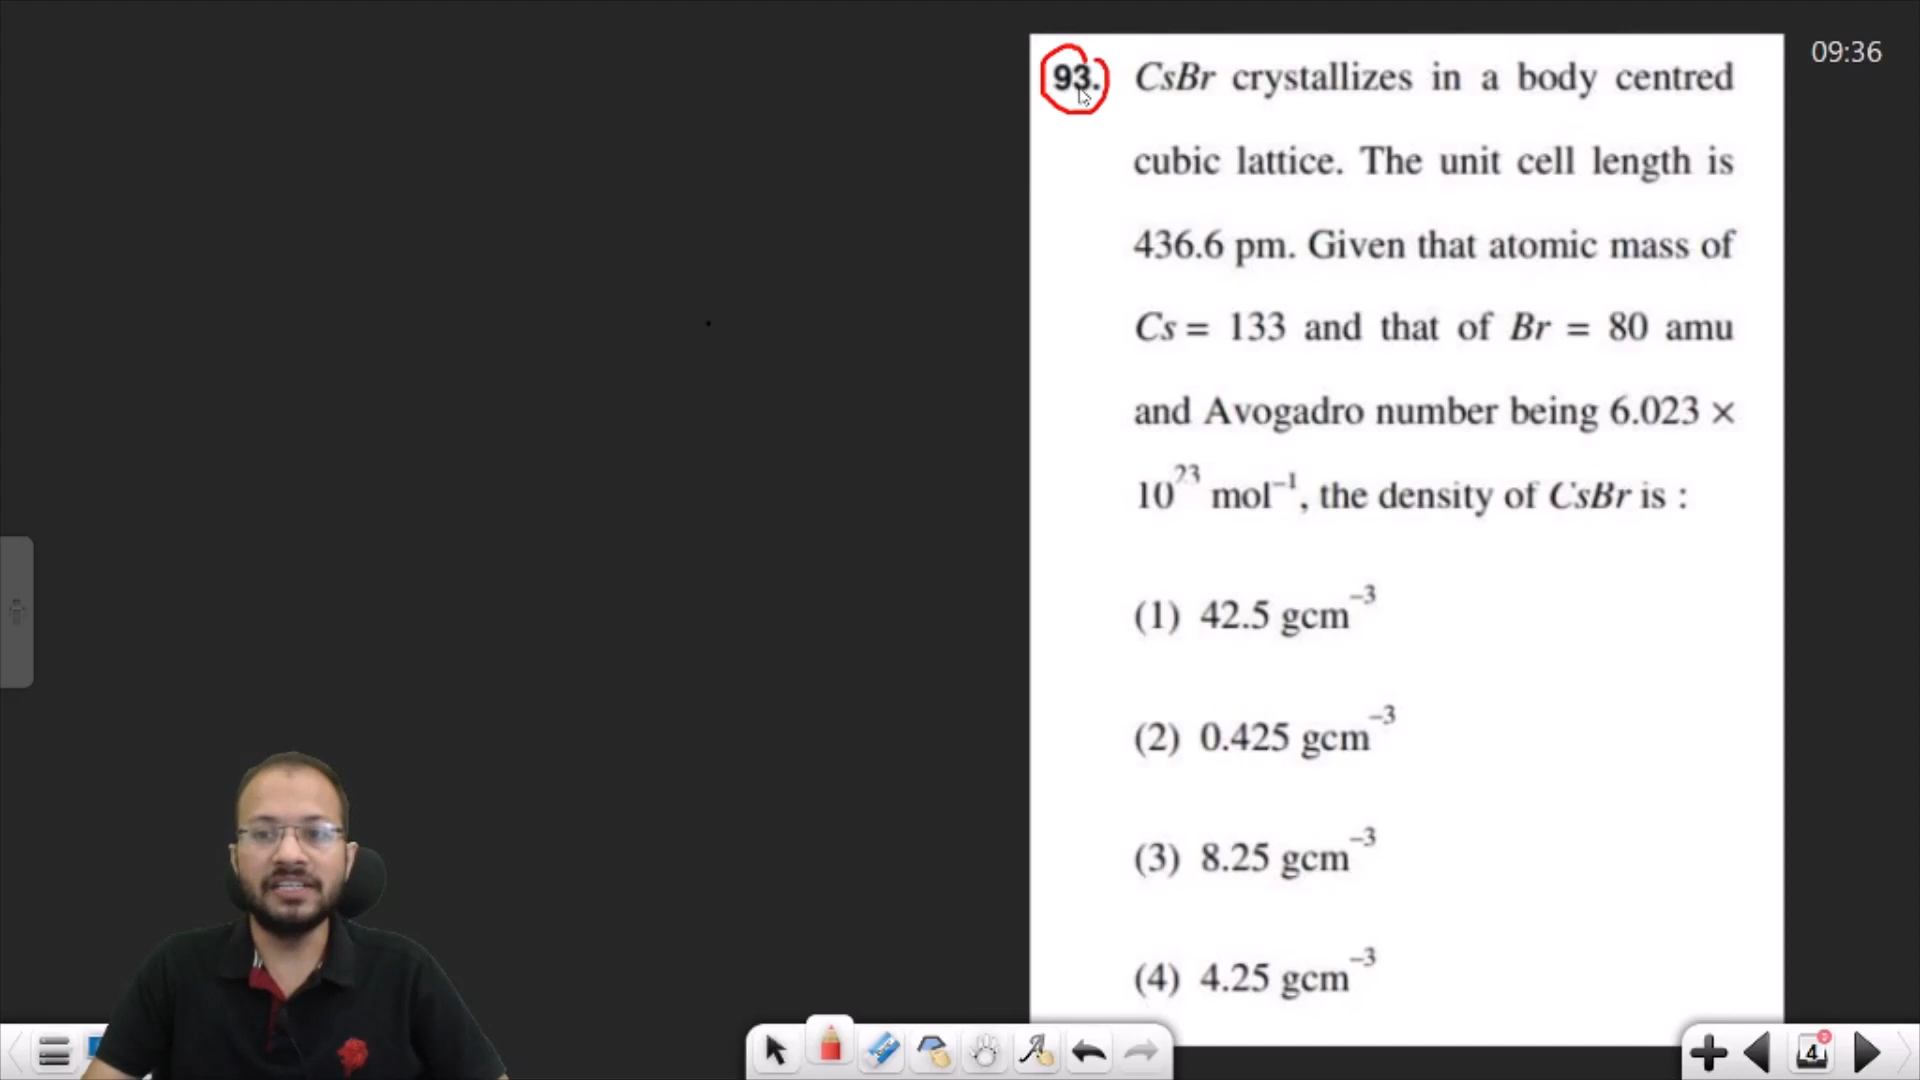 09:36
93. CsBr crystallizes in a body centred
cubic lattice. The unit cell length is
436.6 pm. Given that atomic mass of
Cs = 133 and that of Br = 80 amu
and Avogadro number being 6.023 ×
10²³ mol⁻¹, the density of CsBr is :
(1) 42.5 gcm⁻³
(2) 0.425 gcm⁻³
(3) 8.25 gcm⁻³
(4) 4.25 gcm⁻³
4